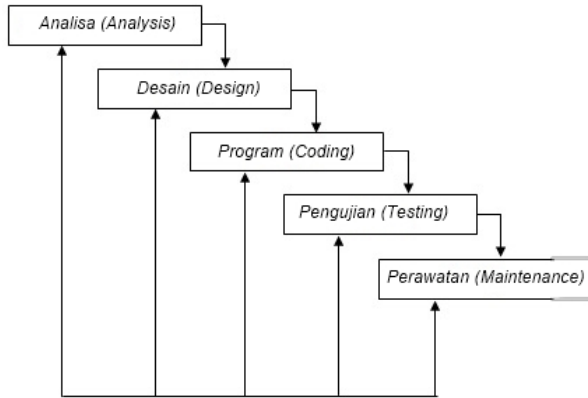 Analisa (Analysis)
Desain (Design)
Program (Coding)
Pengujian (Testing)
Perawatan (Maintenance)